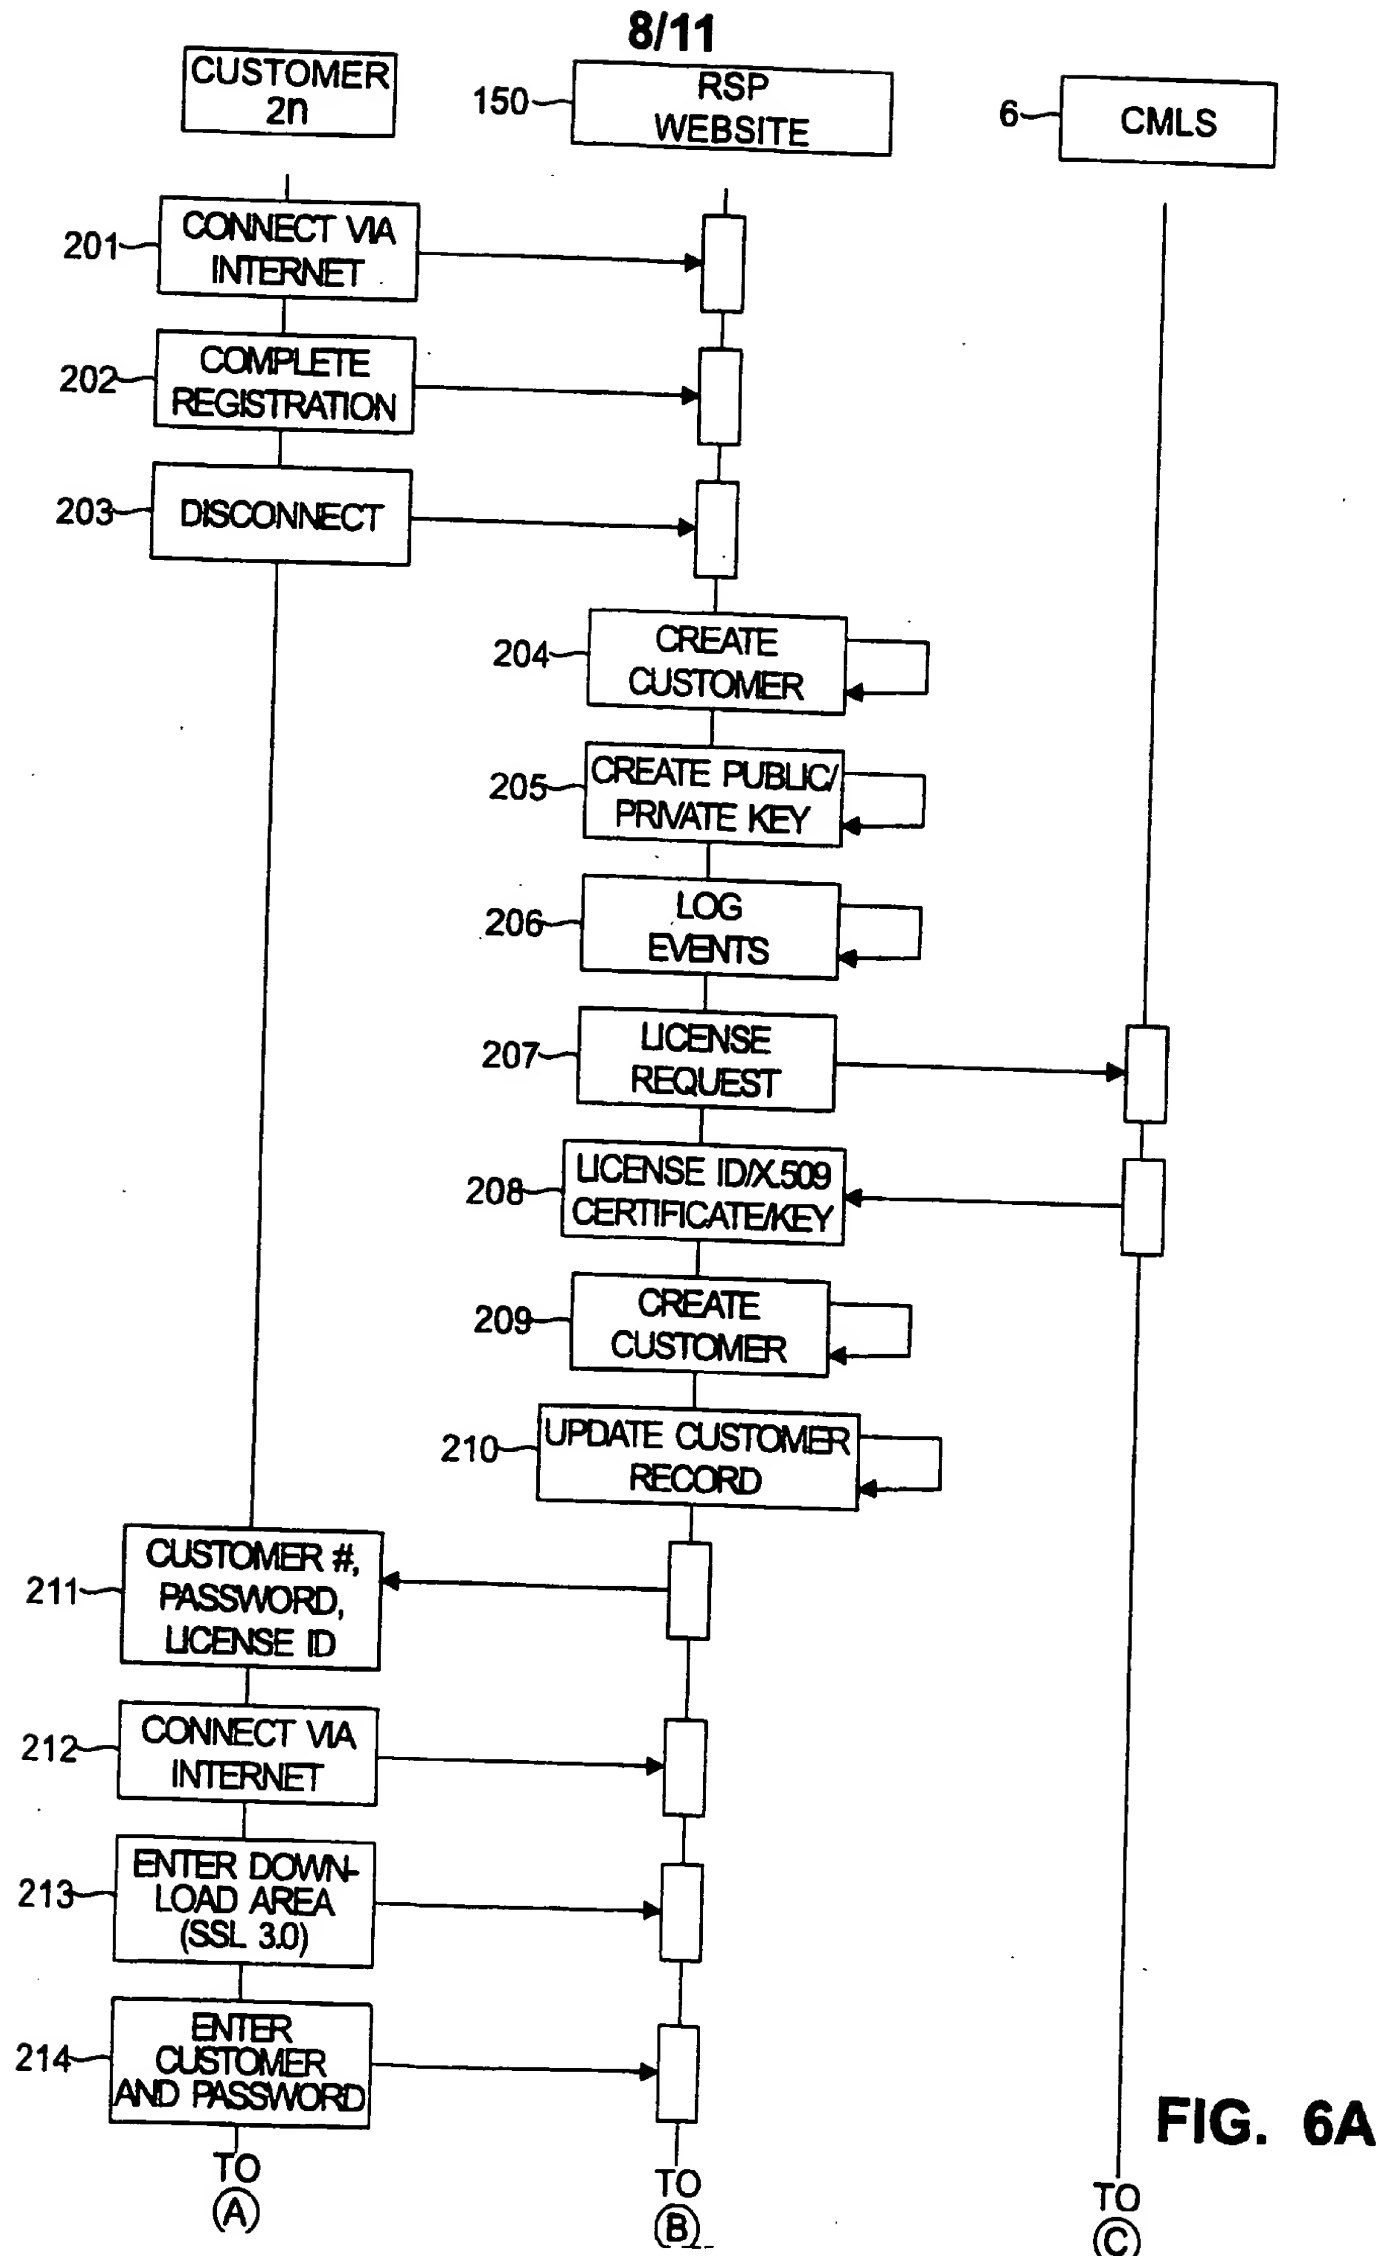 8/11
CUSTOMER
2n
150
RSP
WEBSITE
6
CMLS
201
CONNECT VIA
INTERNET
202
COMPLETE
REGISTRATION
203
DISCONNECT
204
CREATE
CUSTOMER
205
CREATE PUBLIC/
PRIVATE KEY
206
LOG
EVENTS
207
LICENSE
REQUEST
208
LICENSE ID/X.509
CERTIFICATE/KEY
209
CREATE
CUSTOMER
210
UPDATE CUSTOMER
RECORD
211
CUSTOMER #,
PASSWORD,
LICENSE ID
212
CONNECT VIA
INTERNET
213
ENTER DOWN-
LOAD AREA
(SSL 3.0)
214
ENTER
CUSTOMER
AND PASSWORD
FIG. 6A
TO
A
TO
B
TO
C